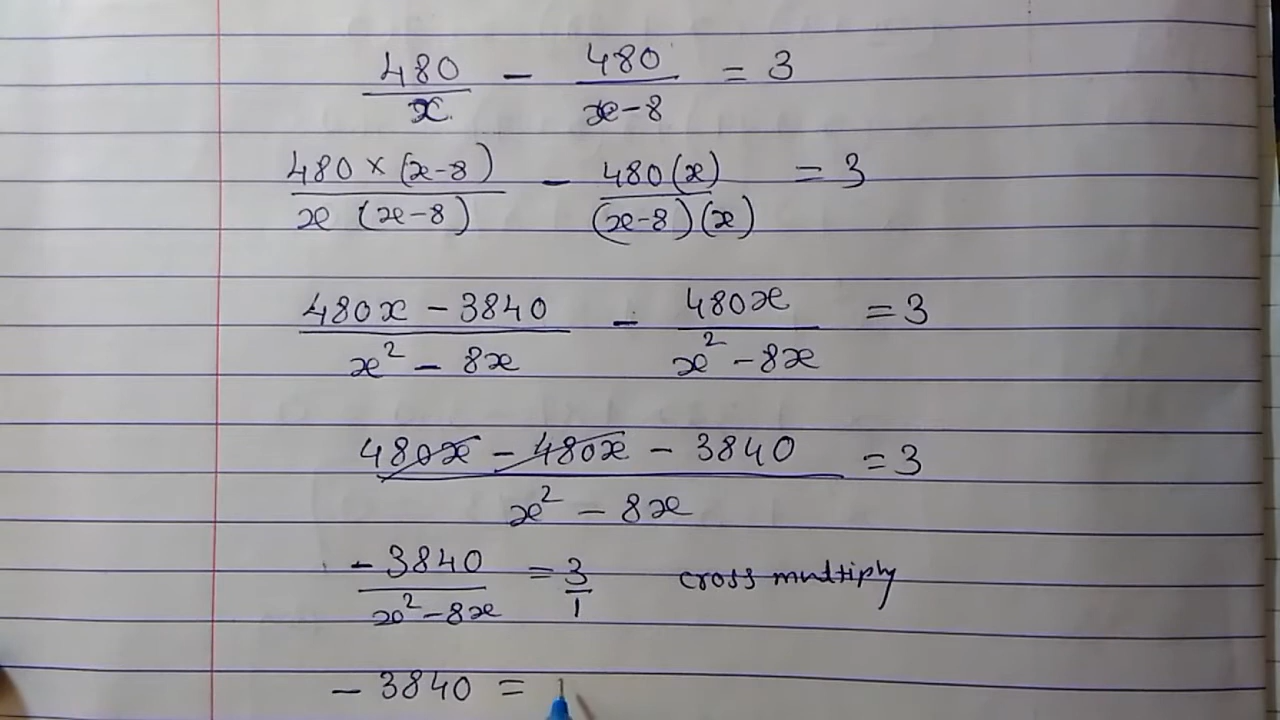 480/x - 480/x-8 = 3
480 × (x-8)/x (x-8) - 480(x)/(x-8)(x) = 3
480x - 3840/x² - 8x - 480x/x² - 8x = 3
480x - 480x - 3840/x² - 8x = 3
- 3840/x² - 8x = 3/1 cross multiply
- 3840 =